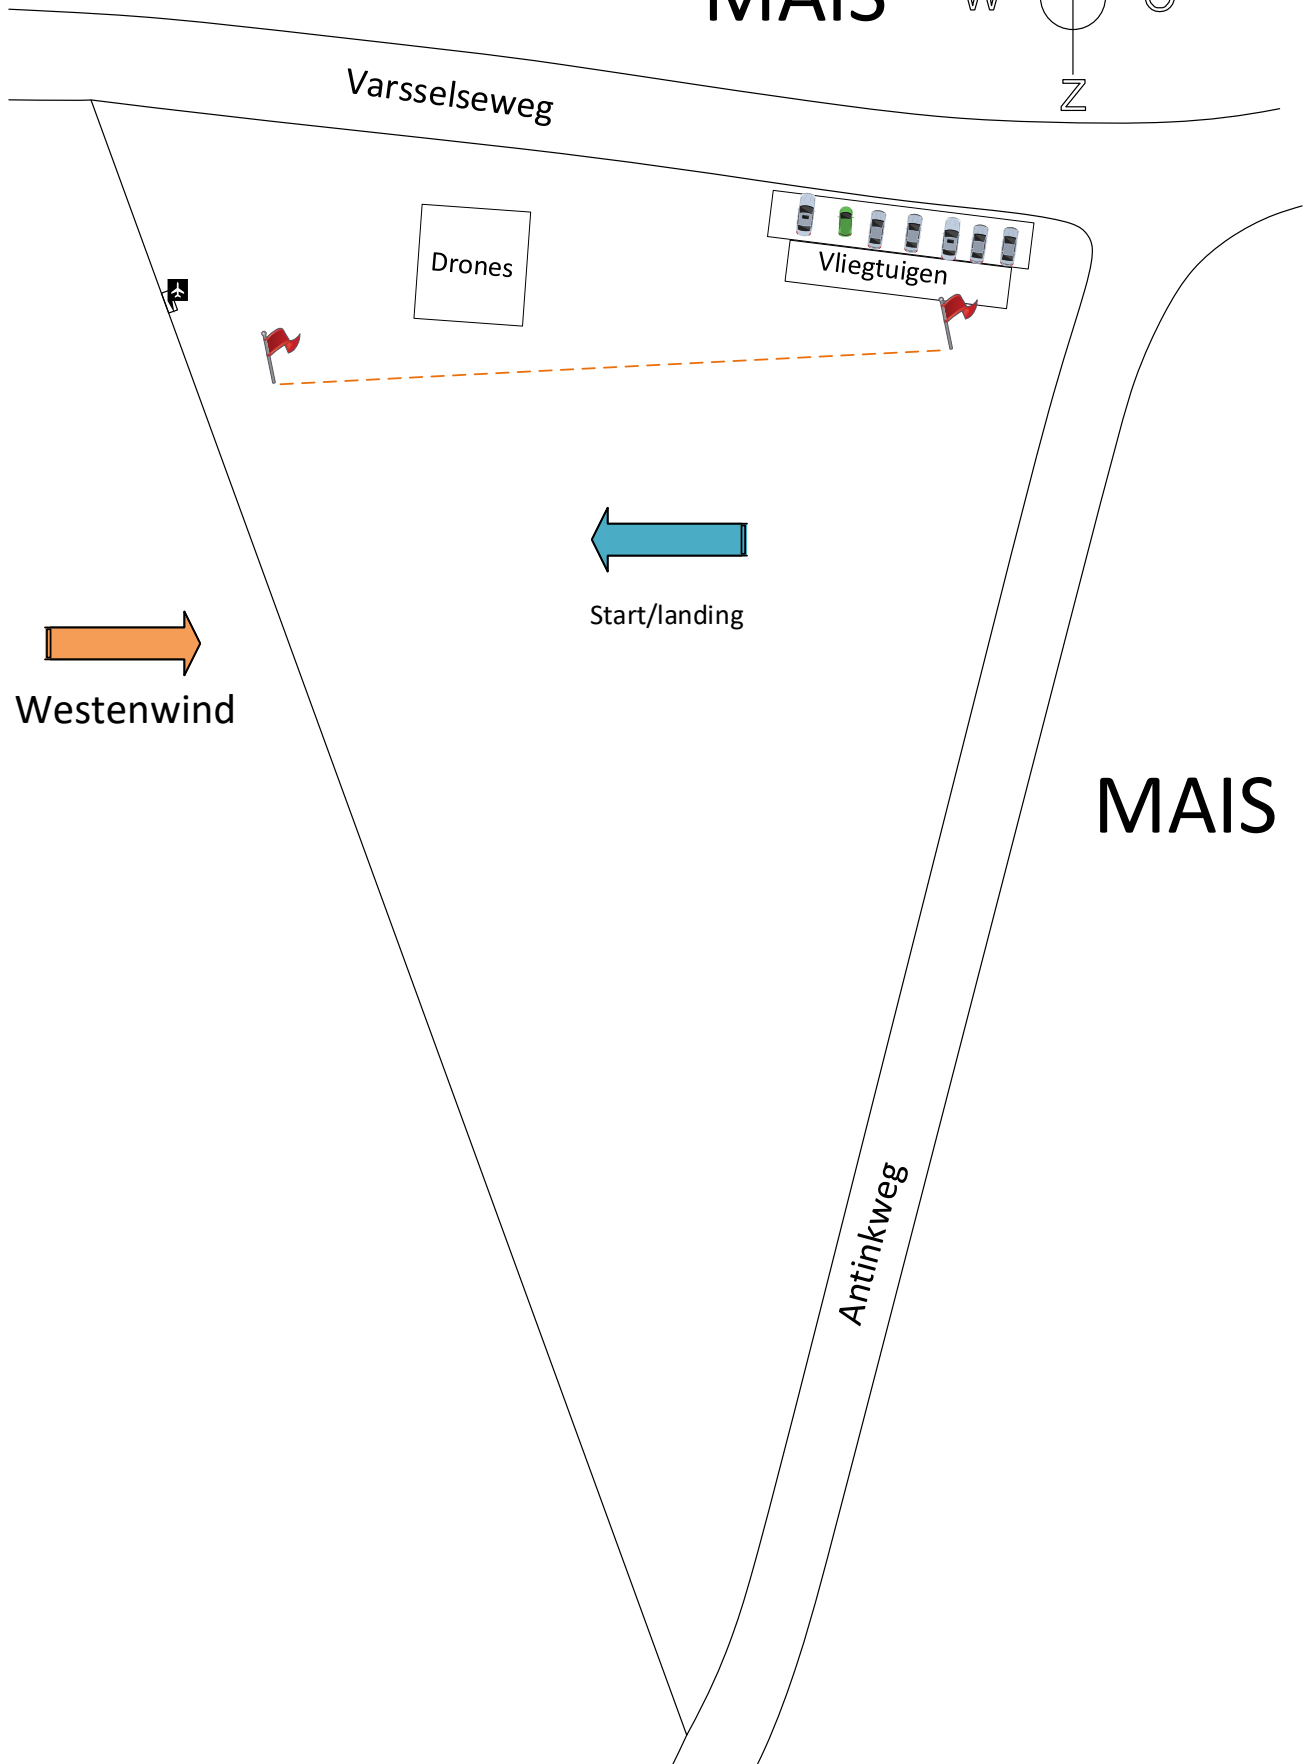 MAIS
W
O
Z
Varsselseweg
Drones
Vliegtuigen
Start/landing
Westenwind
MAIS
Antinkweg